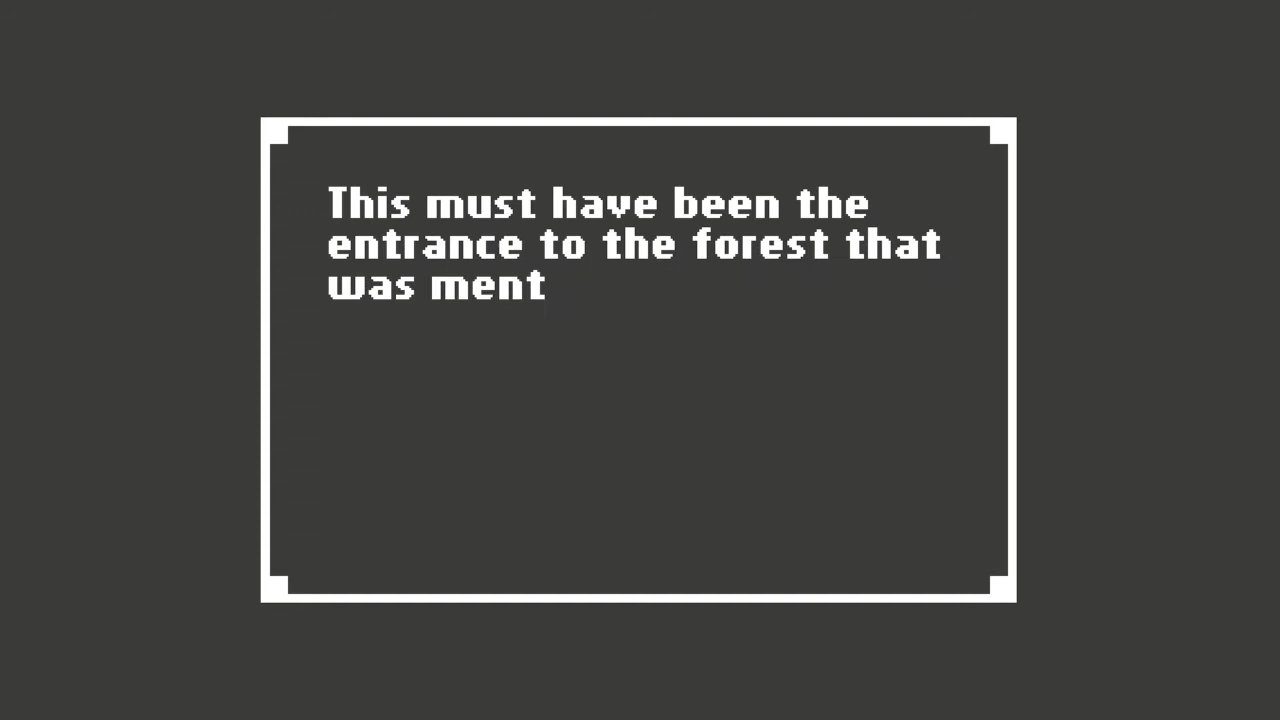 This must have been the
entrance to the forest that
was ment